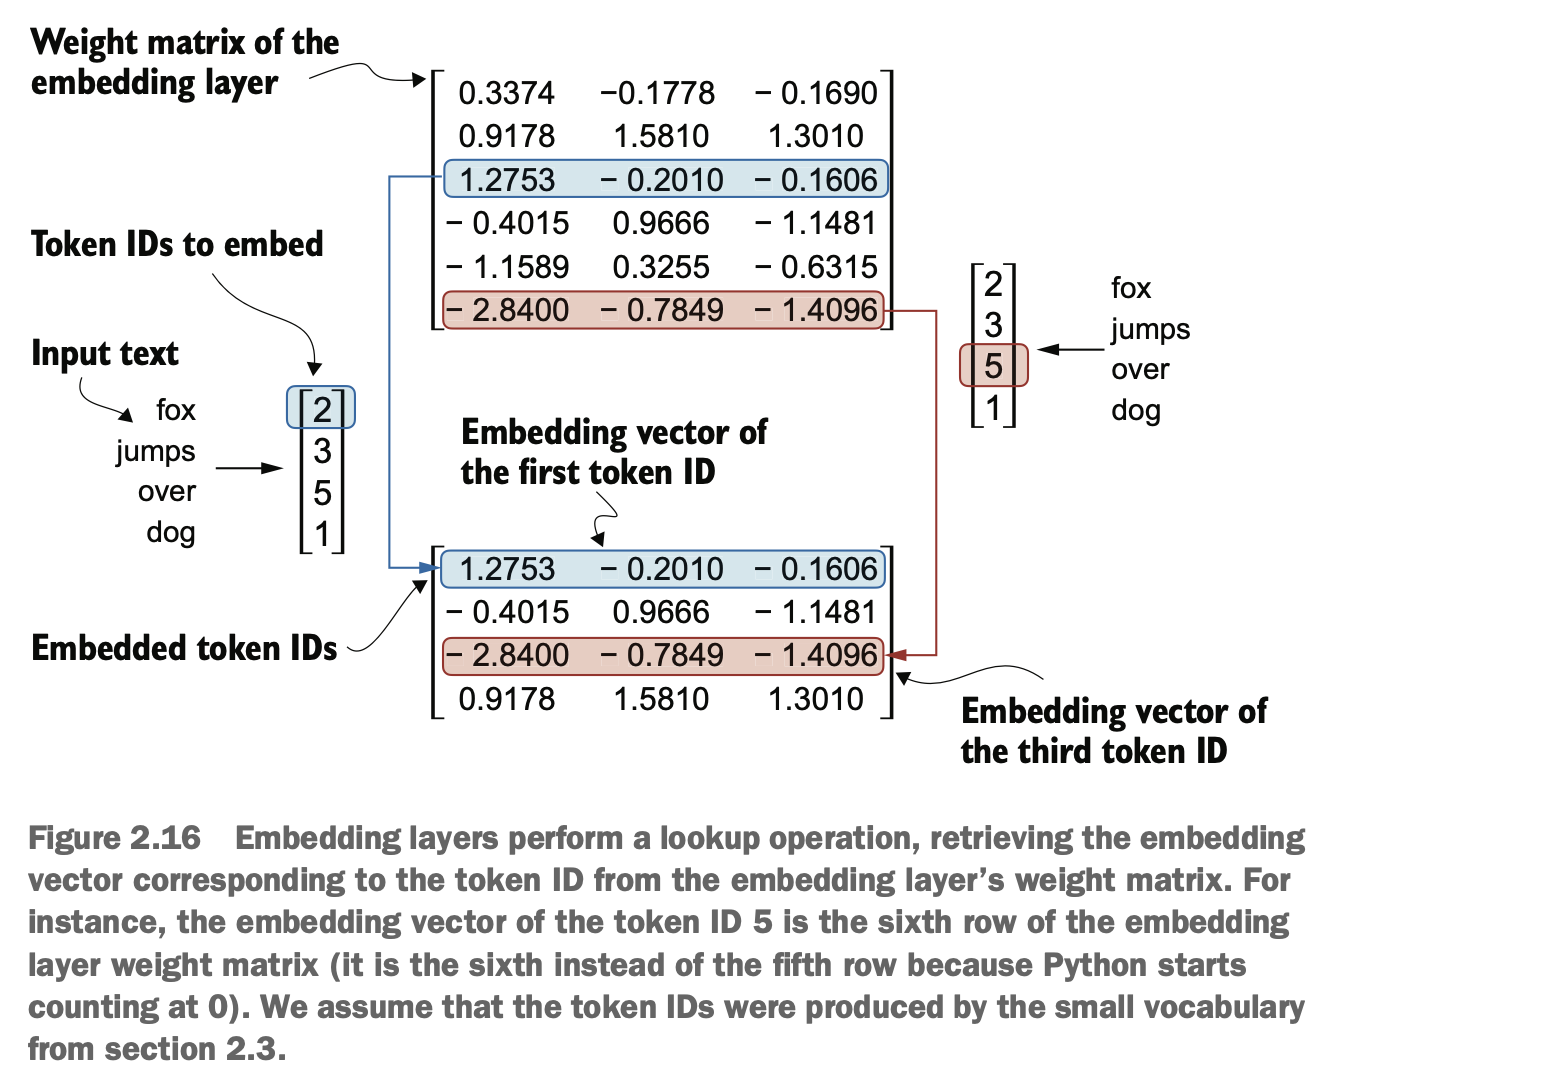 Weight matrix of the
embedding layer
0.3374 −0.1778 − 0.1690
0.9178 1.5810 1.3010
1.2753 − 0.2010 − 0.1606
− 0.4015 0.9666 − 1.1481
− 1.1589 0.3255 − 0.6315
− 2.8400 − 0.7849 − 1.4096
Token IDs to embed
Input text
fox
jumps
over
dog
2
3
5
1
2
3
5
1
fox
jumps
over
dog
Embedding vector of
the first token ID
1.2753 − 0.2010 − 0.1606
− 0.4015 0.9666 − 1.1481
− 2.8400 − 0.7849 − 1.4096
0.9178 1.5810 1.3010
Embedded token IDs
Embedding vector of
the third token ID
Figure 2.16 Embedding layers perform a lookup operation, retrieving the embedding
vector corresponding to the token ID from the embedding layer’s weight matrix. For
instance, the embedding vector of the token ID 5 is the sixth row of the embedding
layer weight matrix (it is the sixth instead of the fifth row because Python starts
counting at 0). We assume that the token IDs were produced by the small vocabulary
from section 2.3.